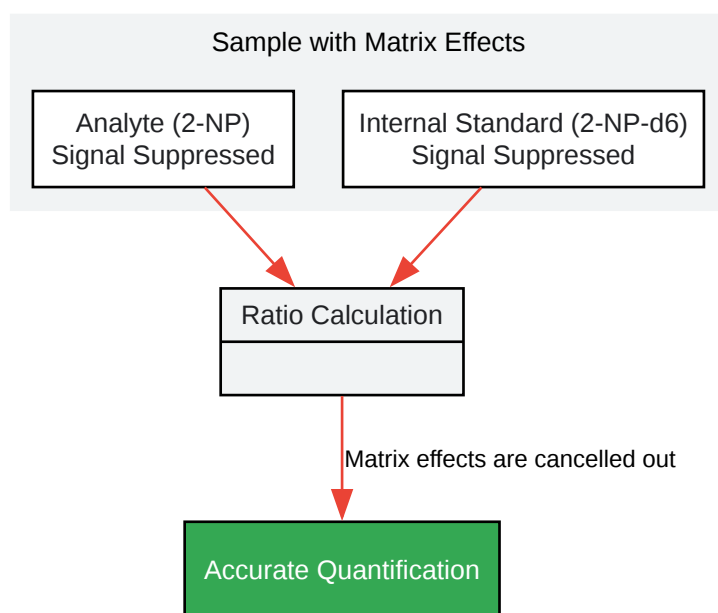 Sample with Matrix Effects
Analyte (2-NP)
Signal Suppressed
Internal Standard (2-NP-d6)
Signal Suppressed
Ratio Calculation
Matrix effects are cancelled out
Accurate Quantification